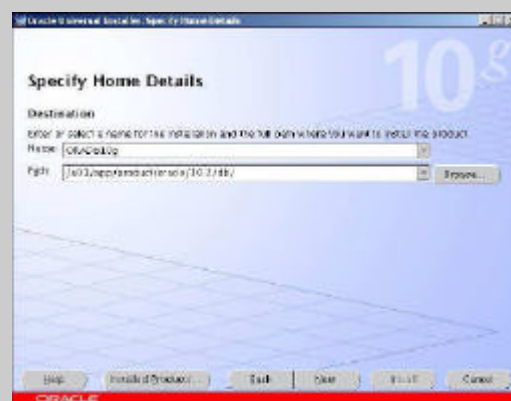 Oracle Universal Installer: Specify Home Details
10g
Specify Home Details
Destination
Enter or select a name for the installation and the full path where you want to install the product.
Name:
Path:
Browse...
Help
Installed Products...
Back
Next
Install
Cancel
ORACLE